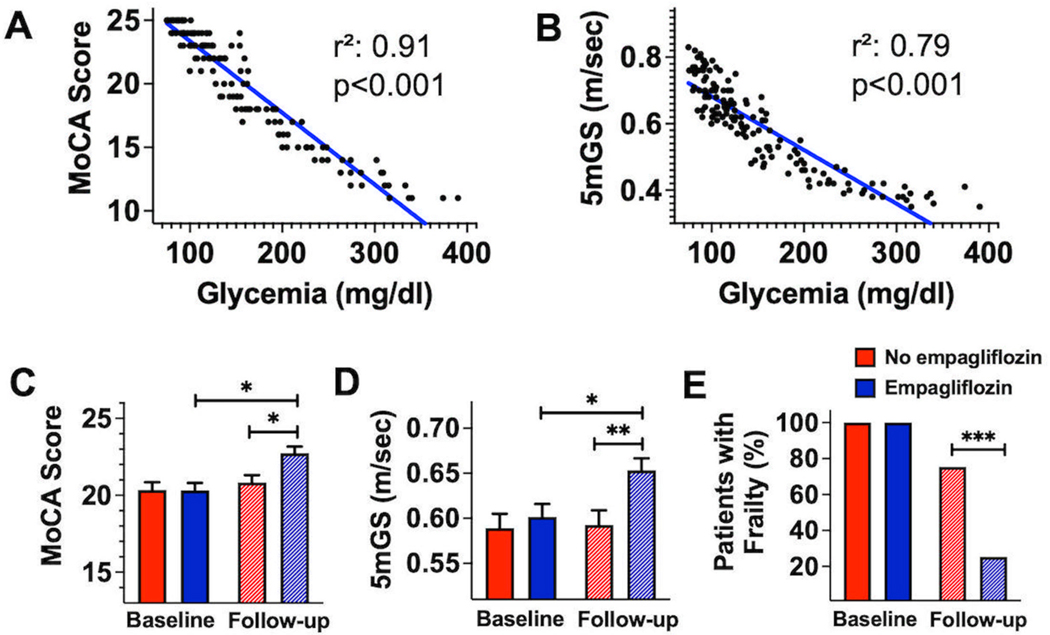 A
MoCA Score
25
20
15
10
r²: 0.91
p<0.001
100
200
300
400
Glycemia (mg/dl)
B
5mGS (m/sec)
0.8
0.6
0.4
r²: 0.79
p<0.001
100
200
300
400
Glycemia (mg/dl)
No empagliflozin
Empagliflozin
C
MoCA Score
25
20
15
*
*
Baseline
Follow-up
D
5mGS (m/sec)
0.70
0.65
0.60
0.55
*
**
Baseline
Follow-up
E
Patients with
Frailty (%)
100
80
60
40
20
***
Baseline
Follow-up